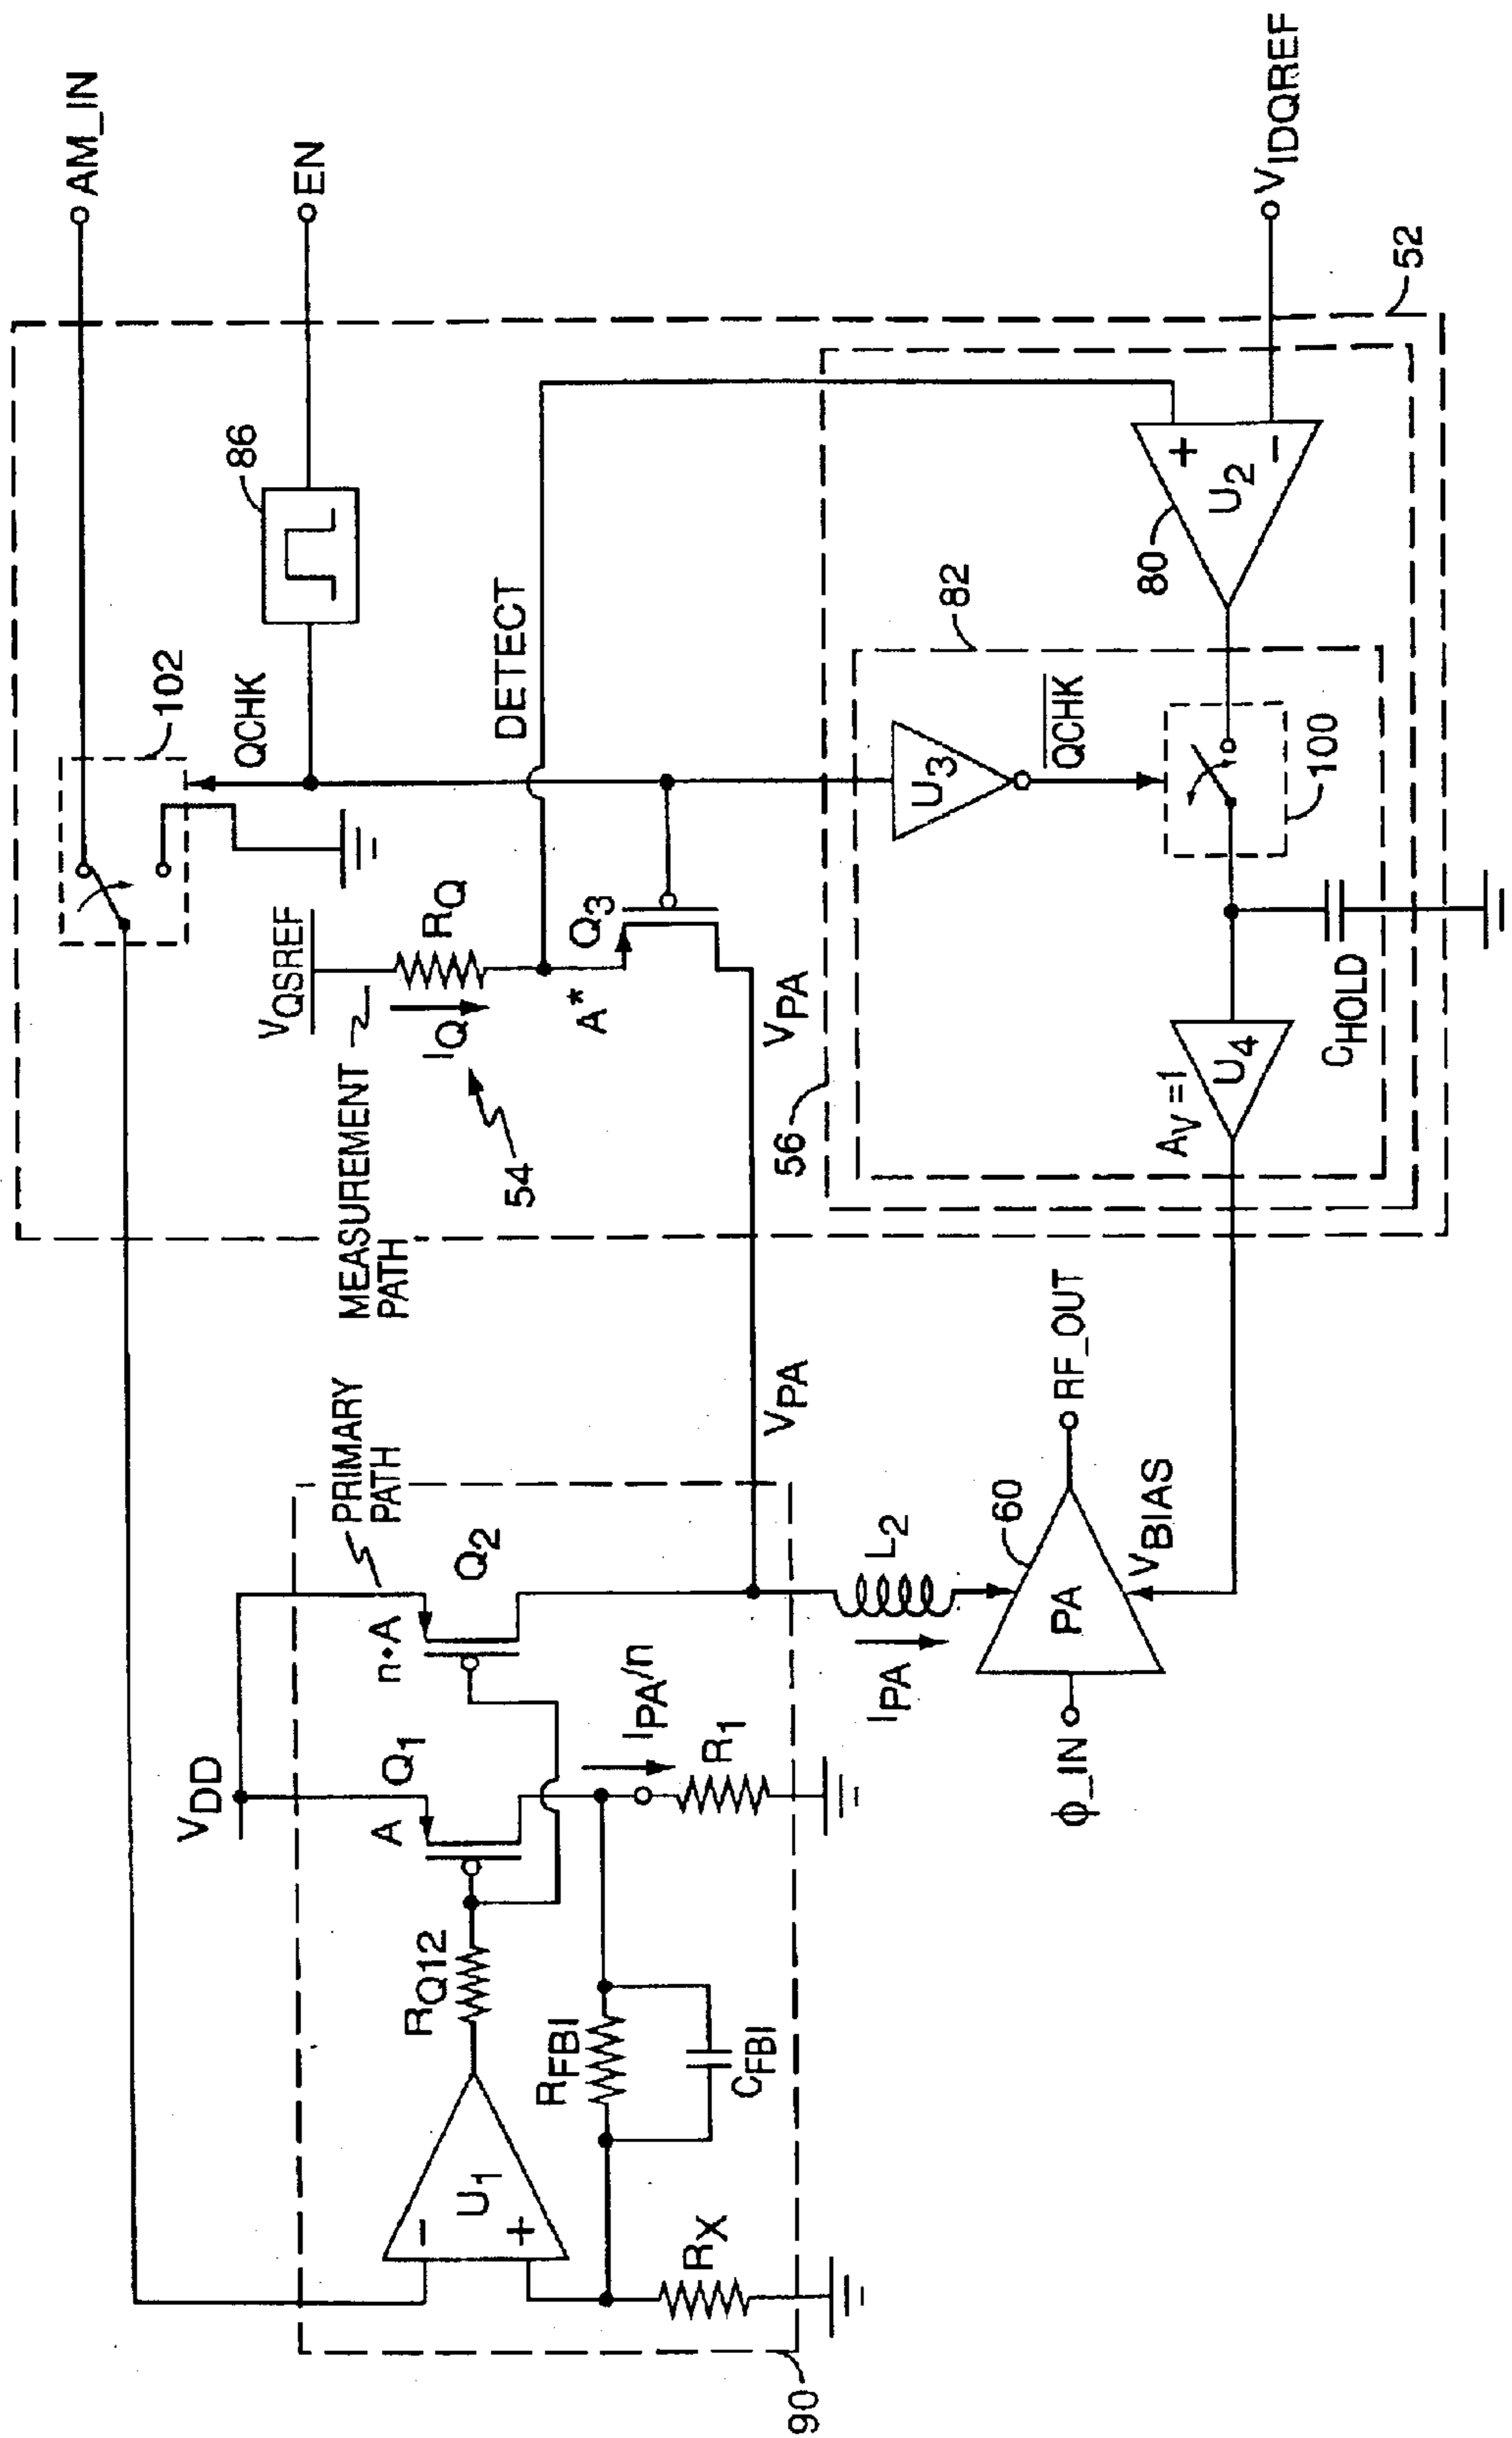 AM_IN
EN
VIDQREF
52
86
102
QCHK
DETECT
80
U2
+
−
82
U3
QCHK
100
VQSREF
RQ
IQ
MEASUREMENT
PATH
54
A*
Q3
VPA
56
AV=1
U4
CHOLD
VPA
PRIMARY
PATH
VDD
Q2
n•A
Q1
A
IPA/n
R1
L2
IPA
60
PA
RF_OUT
VBIAS
ϕ_IN
RQ12
RFBI
CFBI
U1
−
+
RX
90